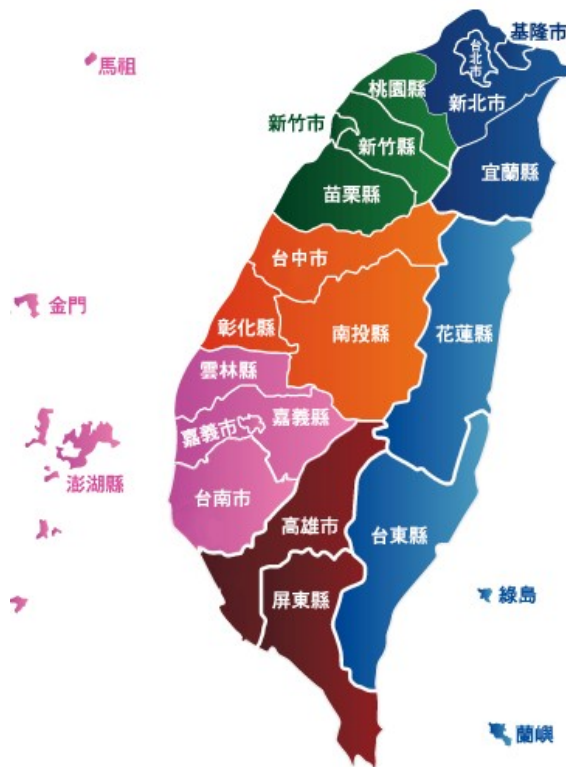 基隆市
台北市
馬祖
桃園縣
新北市
新竹市
新竹縣
宜蘭縣
苗栗縣
台中市
金門
彰化縣
南投縣
花蓮縣
雲林縣
嘉義縣
嘉義市
澎湖縣
台南市
高雄市
台東縣
屏東縣
綠島
蘭嶼